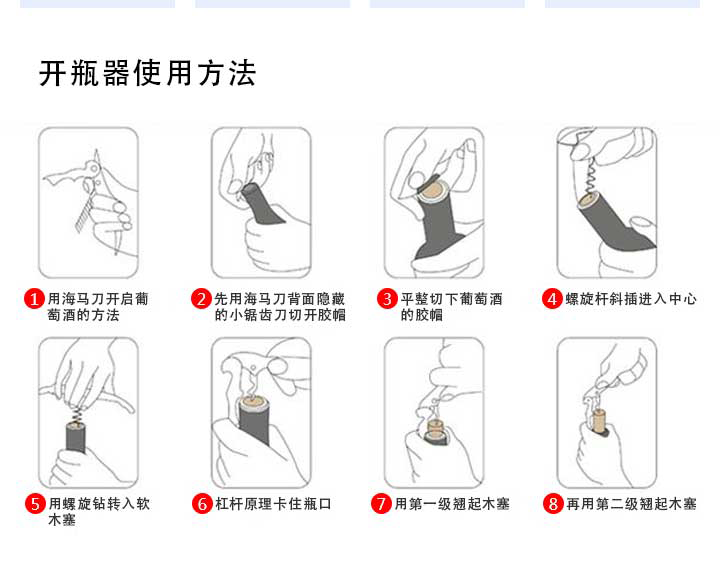 开瓶器使用方法
1 用海马刀开启葡
萄酒的方法
2 先用海马刀背面隐藏
的小锯齿刀切开胶帽
3 平整切下葡萄酒
的胶帽
4 螺旋杆斜插进入中心
5 用螺旋钻转入软
木塞
6 杠杆原理卡住瓶口
7 用第一级翘起木塞
8 再用第二级翘起木塞